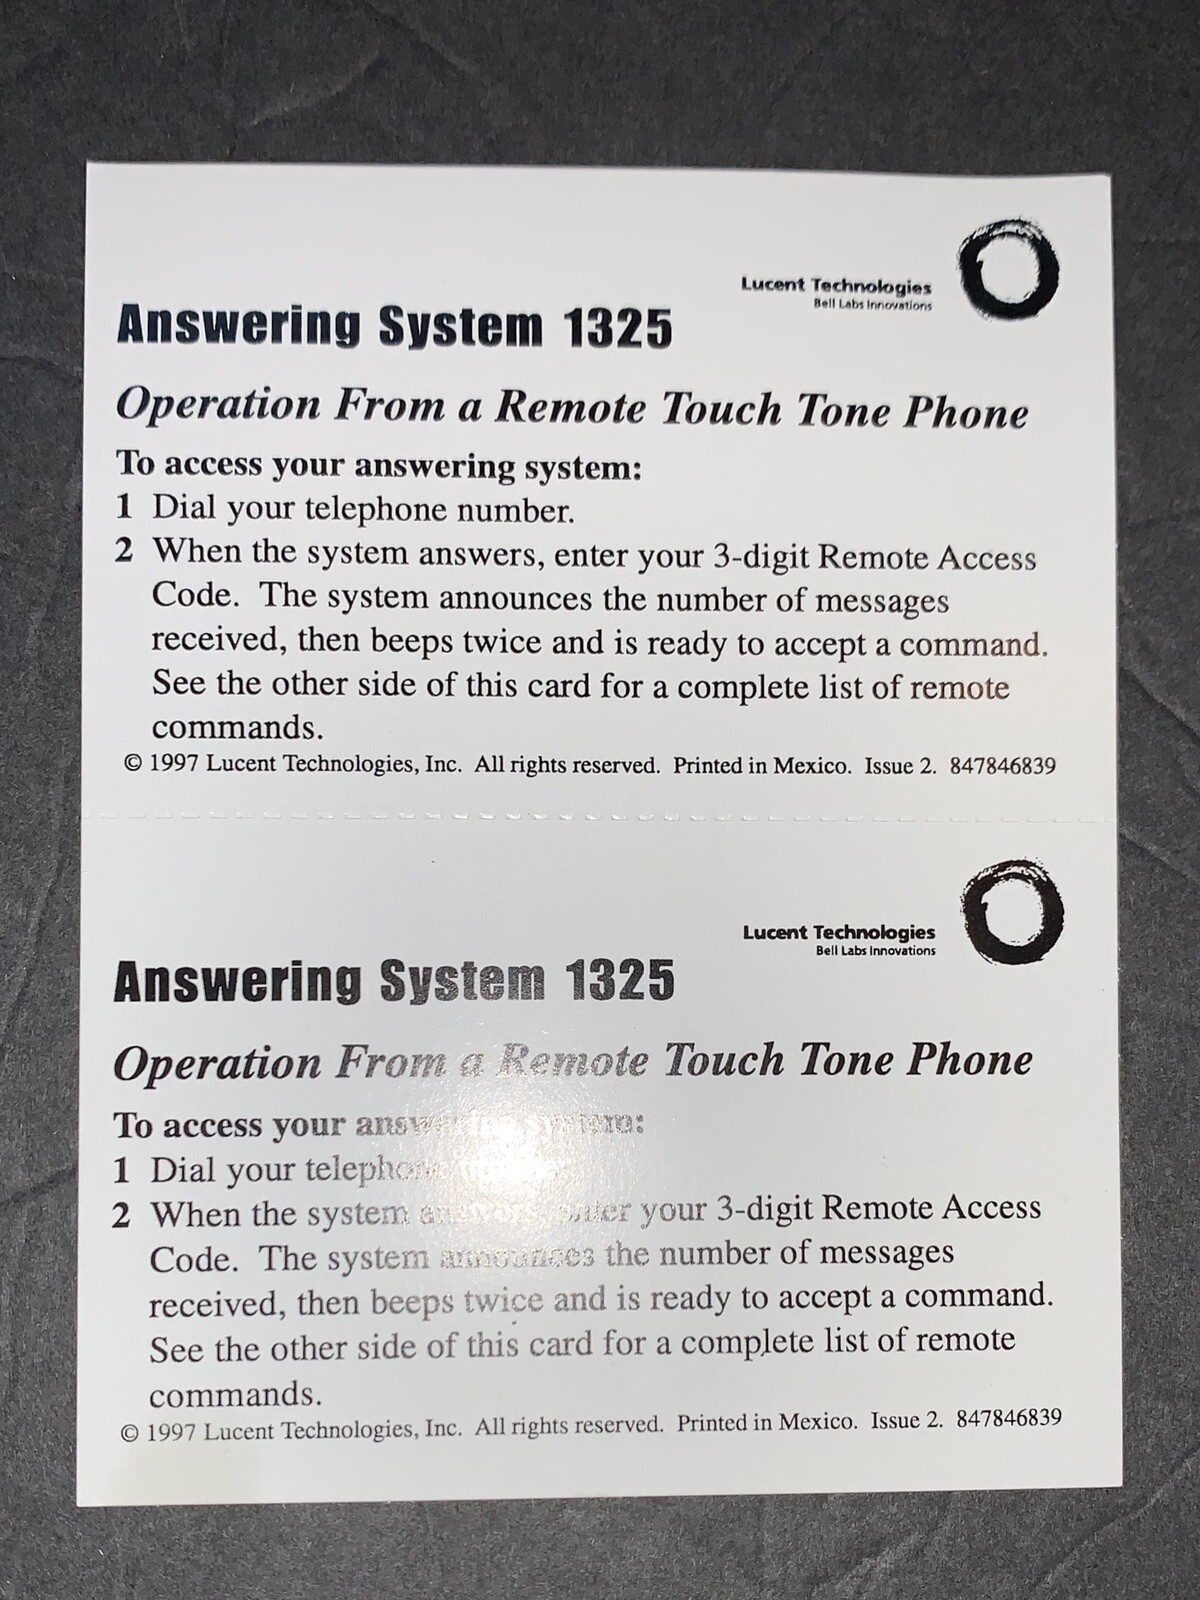 Lucent Technologies
Bell Labs Innovations
Answering System 1325
Operation From a Remote Touch Tone Phone
To access your answering system:
1 Dial your telephone number.
2 When the system answers, enter your 3-digit Remote Access
Code. The system announces the number of messages
received, then beeps twice and is ready to accept a command.
See the other side of this card for a complete list of remote
commands.
© 1997 Lucent Technologies, Inc. All rights reserved. Printed in Mexico. Issue 2. 847846839
Lucent Technologies
Bell Labs Innovations
Answering System 1325
Operation From a Remote Touch Tone Phone
To access your answering system:
1 Dial your telephone
2 When the system answers, enter your 3-digit Remote Access
Code. The system announces the number of messages
received, then beeps twice and is ready to accept a command.
See the other side of this card for a complete list of remote
commands.
© 1997 Lucent Technologies, Inc. All rights reserved. Printed in Mexico. Issue 2. 847846839